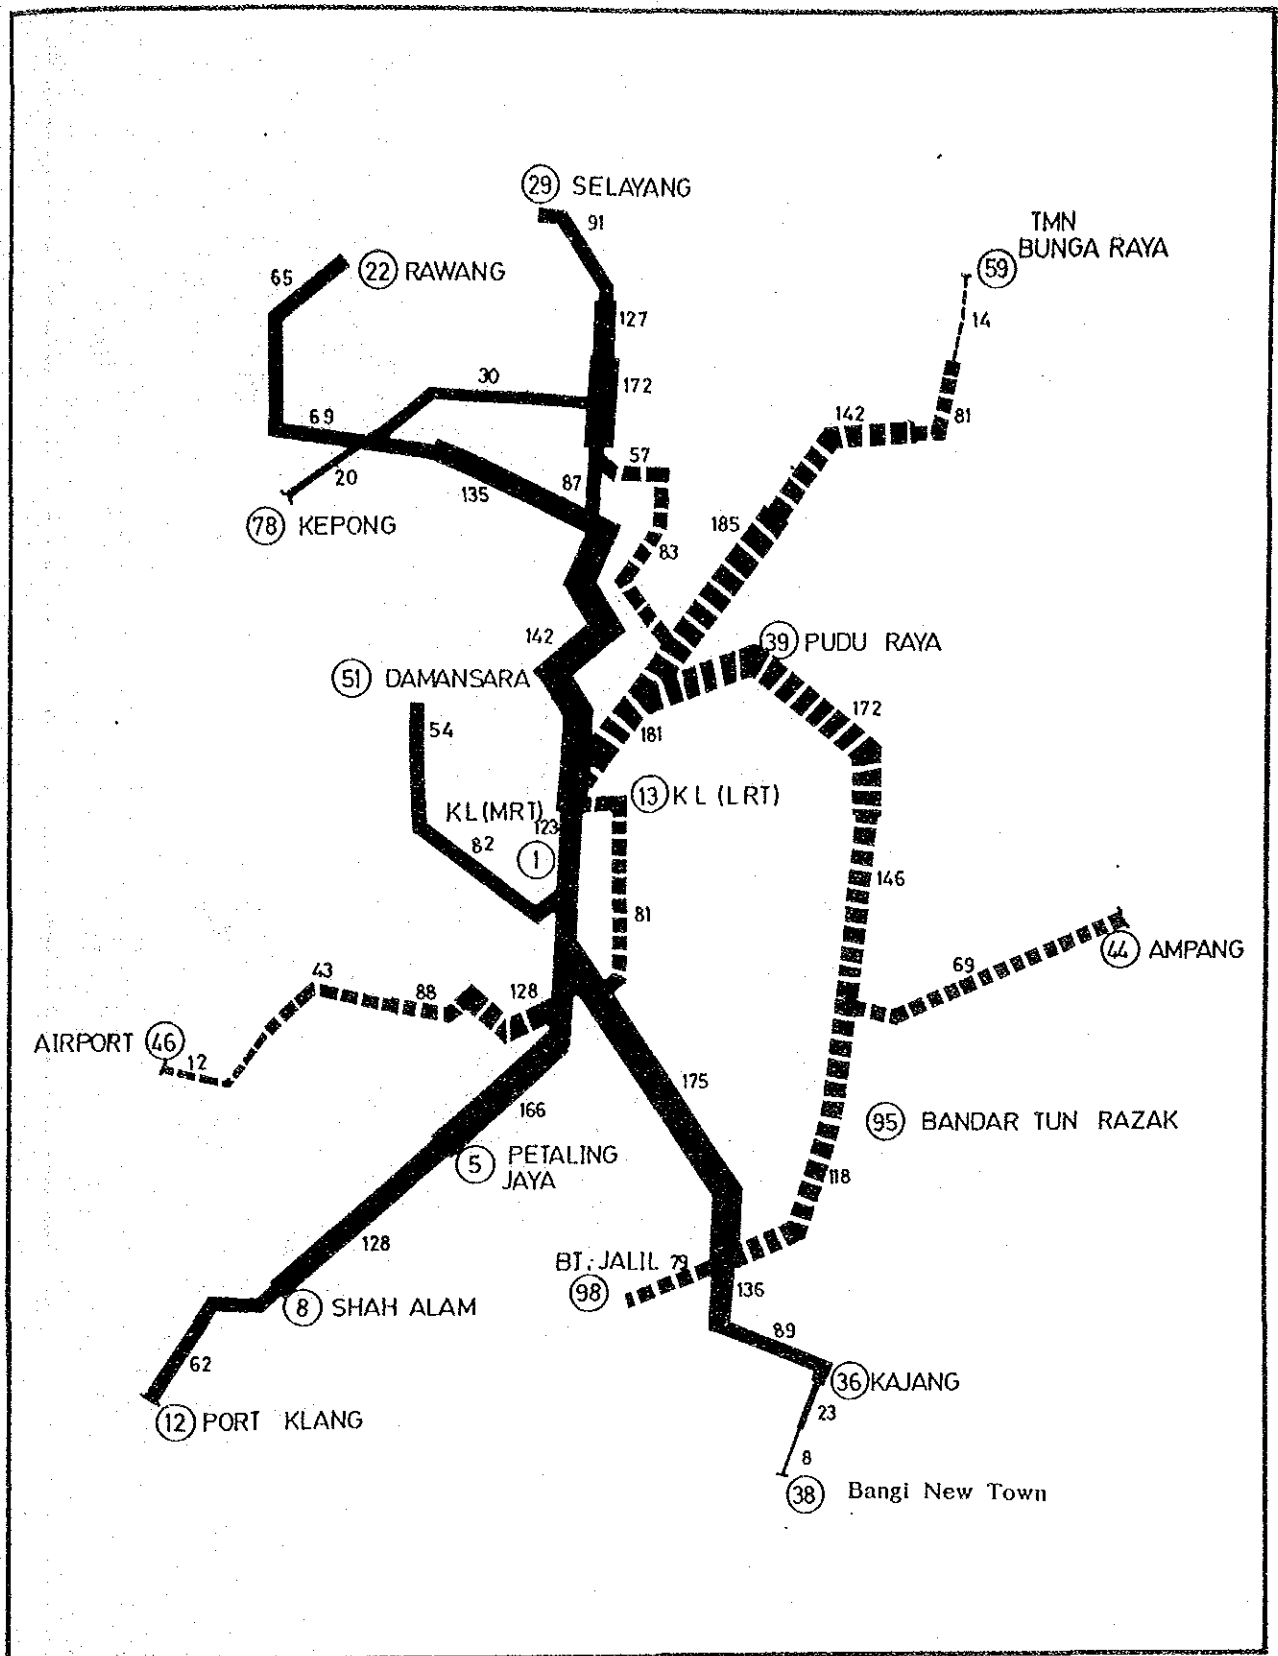 29 SELAYANG
91
TMN
BUNGA RAYA
59
22 RAWANG
65
127
14
30
172
69
142
81
57
20
87
135
78 KEPONG
185
83
142
39 PUDU RAYA
51 DAMANSARA
54
181
172
13 KL (LRT)
KL (MRT)
123
82
1
146
81
44 AMPANG
69
43
88
128
AIRPORT 46
12
175
166
95 BANDAR TUN RAZAK
5 PETALING
JAYA
118
128
BT. JALIL 79
98
136
8 SHAH ALAM
89
62
36 KAJANG
12 PORT KLANG
23
8
38 Bangi New Town